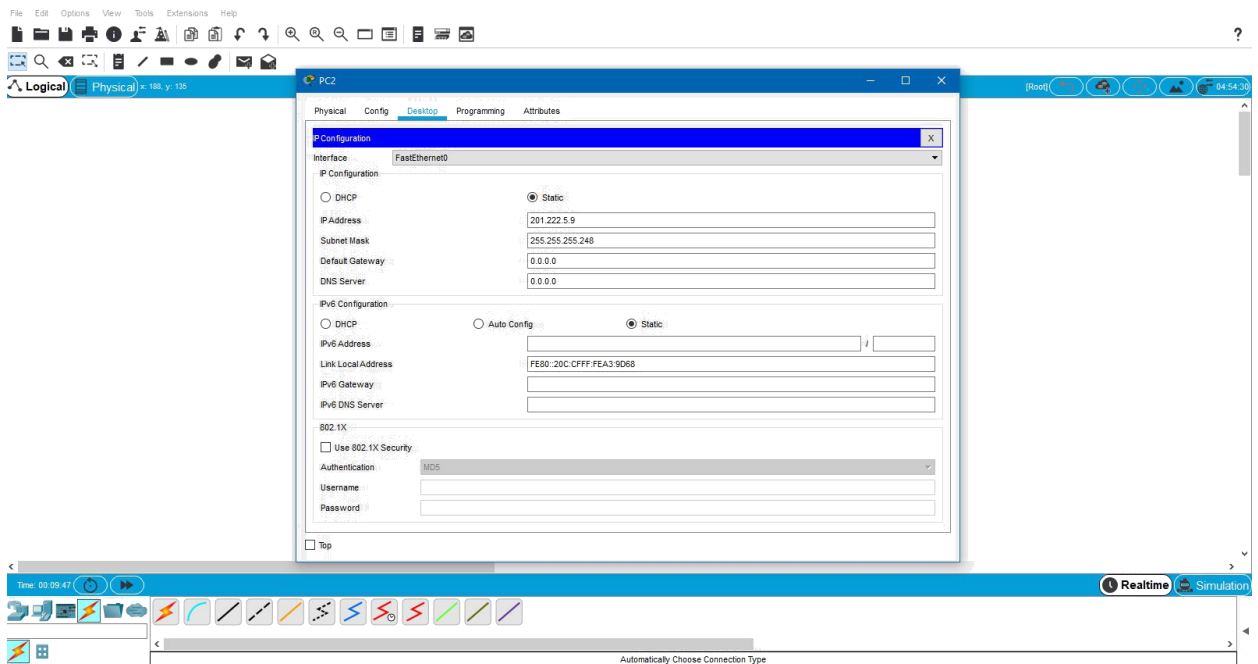 File Edit Options View Tools Extensions Help
?
Logical Physical x: 188, y: 135 [Root] 04:54:30
PC2
Physical Config Desktop Programming Attributes
IP Configuration X
Interface FastEthernet0
IP Configuration
DHCP Static
IP Address 201.222.5.9
Subnet Mask 255.255.255.248
Default Gateway 0.0.0.0
DNS Server 0.0.0.0
IPv6 Configuration
DHCP Auto Config Static
IPv6 Address /
Link Local Address FE80::20C:CFFF:FEA3:9D68
IPv6 Gateway
IPv6 DNS Server
802.1X
Use 802.1X Security
Authentication MD5
Username
Password
Top
Time: 00:09:47 Realtime Simulation
Automatically Choose Connection Type